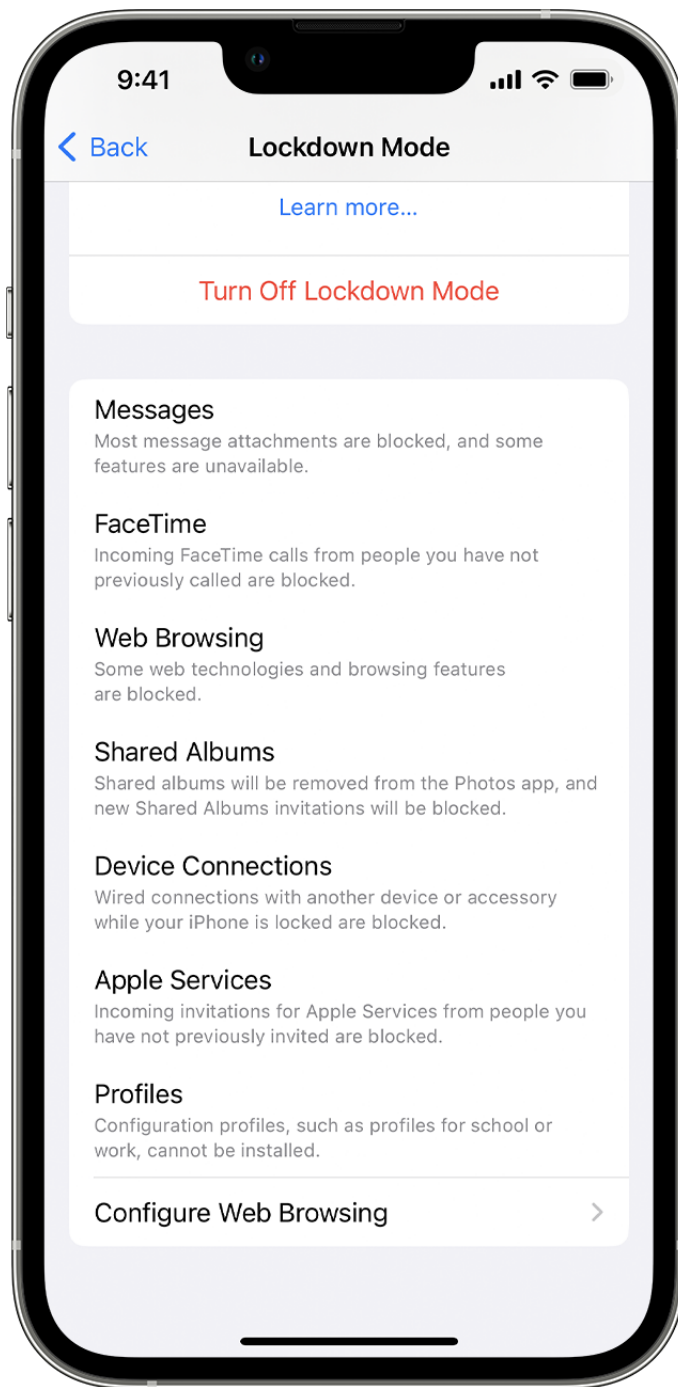 9:41
Back
Lockdown Mode
Learn more...
Turn Off Lockdown Mode
Messages
Most message attachments are blocked, and some
features are unavailable.
FaceTime
Incoming FaceTime calls from people you have not
previously called are blocked.
Web Browsing
Some web technologies and browsing features
are blocked.
Shared Albums
Shared albums will be removed from the Photos app, and
new Shared Albums invitations will be blocked.
Device Connections
Wired connections with another device or accessory
while your iPhone is locked are blocked.
Apple Services
Incoming invitations for Apple Services from people you
have not previously invited are blocked.
Profiles
Configuration profiles, such as profiles for school or
work, cannot be installed.
Configure Web Browsing